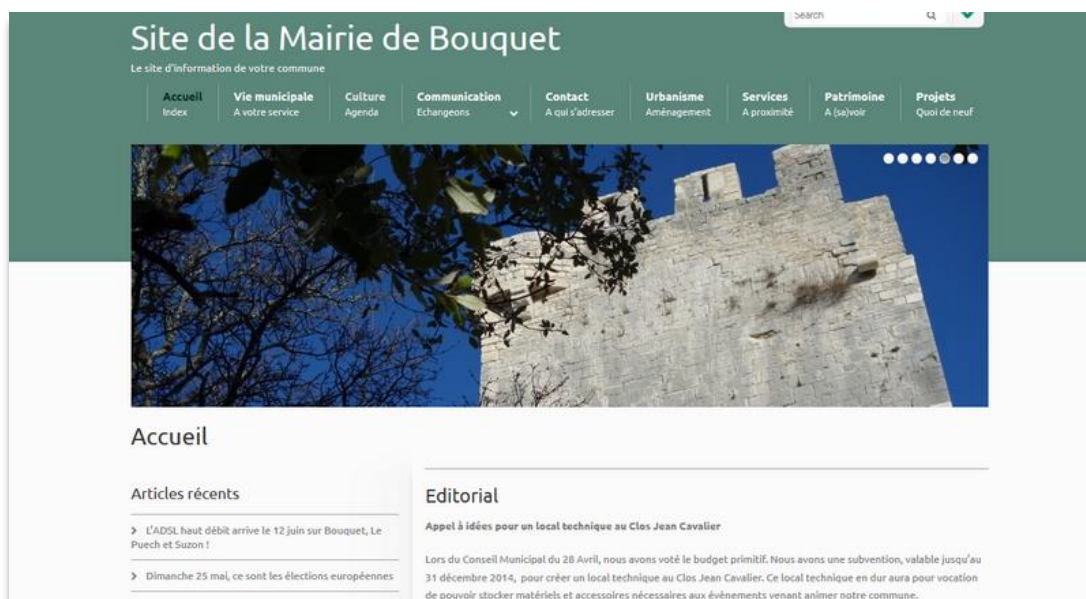 Search
Site de la Mairie de Bouquet
Le site d'information de votre commune
Accueil Vie municipale Culture Communication Contact Urbanisme Services Patrimoine Projets
Index A votre service Agenda Echangeons A qui s'adresser Aménagement A proximité A (sa)voir Quoi de neuf
Accueil
Articles récents
L'ADSL haut débit arrive le 12 juin sur Bouquet, Le
Puech et Suzon !
Dimanche 25 mai, ce sont les élections européennes
Editorial
Appel à idées pour un local technique au Clos Jean Cavalier
Lors du Conseil Municipal du 28 Avril, nous avons voté le budget primitif. Nous avons une subvention, valable jusqu'au
31 décembre 2014, pour créer un local technique au Clos Jean Cavalier. Ce local technique en dur aura pour vocation
de pouvoir stocker matériels et accessoires nécessaires aux évènements venant animer notre commune.